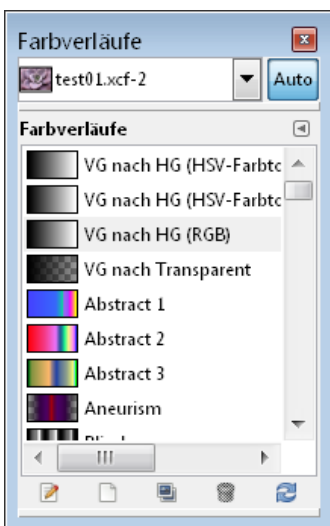 Farbverläufe
test01.xcf-2
Auto
Farbverläufe
VG nach HG (HSV-Farbtc
VG nach HG (HSV-Farbtc
VG nach HG (RGB)
VG nach Transparent
Abstract 1
Abstract 2
Abstract 3
Aneurism